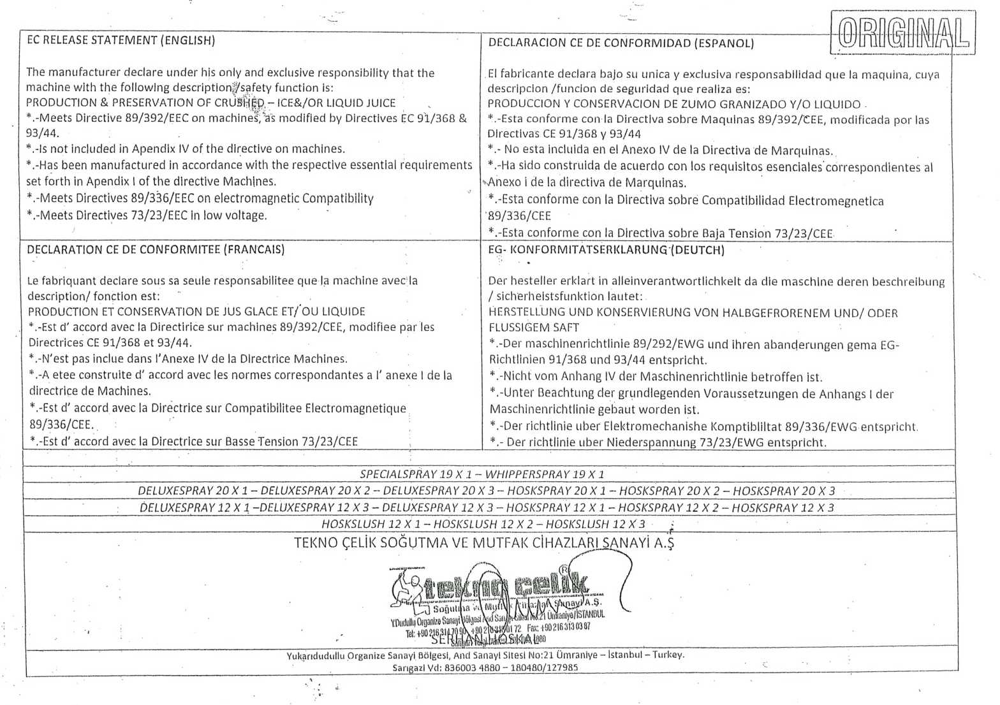 ORIGINAL
EC RELEASE STATEMENT (ENGLISH)
The manufacturer declare under his only and exclusive responsibility that the
machine with the following description,/safety function is:
PRODUCTION & PRESERVATION OF CRUSHED – ICE&/OR LIQUID JUICE
*.-Meets Directive 89/392/EEC on machines, as modified by Directives EC 91/368 &
93/44.
*.-Is not included in Apendix IV of the directive on machines.
*.-Has been manufactured in accordance with the respective essential requirements
set forth in Apendix I of the directive Machines.
*.-Meets Directives 89/336/EEC on electromagnetic Compatibility
*.-Meets Directives 73/23/EEC in low voltage.
DECLARACION CE DE CONFORMIDAD (ESPANOL)
El fabricante declara bajo su unica y exclusiva responsabilidad que la maquina, cuya
descripcion /funcion de seguridad que realiza es:
PRODUCCION Y CONSERVACION DE ZUMO GRANIZADO Y/O LIQUIDO
*.-Esta conforme con la Directiva sobre Maquinas 89/392/CEE, modificada por las
Directivas CE 91/368 y 93/44
*.- No esta incluida en el Anexo IV de la Directiva de Marquinas.
*.-Ha sido construida de acuerdo con los requisitos esenciales correspondientes al
Anexo i de la directiva de Marquinas.
*.-Esta conforme con la Directiva sobre Compatibilidad Electromegnetica
89/336/CEE
*.-Esta conforme con la Directiva sobre Baja Tension 73/23/CEE
DECLARATION CE DE CONFORMITEE (FRANCAIS)
Le fabriquant declare sous sa seule responsabilitee que la machine avec la
description/ fonction est:
PRODUCTION ET CONSERVATION DE JUS GLACE ET/ OU LIQUIDE
*.-Est d' accord avec la Directirice sur machines 89/392/CEE, modifiee par les
Directrices CE 91/368 et 93/44.
*.-N'est pas inclue dans l'Anexe IV de la Directrice Machines.
*.-A etee construite d' accord avec les normes correspondantes a l' anexe I de la
directrice de Machines.
*.-Est d' accord avec la Directrice sur Compatibilitee Electromagnetique
89/336/CEE.
*.-Est d' accord avec la Directrice sur Basse Tension 73/23/CEE
EG- KONFORMITATSERKLARUNG (DEUTCH)
Der hesteller erklart in alleinverantwortlichkelt da die maschine deren beschreibung
/ sicherheistsfunktion lautet:
HERSTELLUNG UND KONSERVIERUNG VON HALBGEFRORENEM UND/ ODER
FLUSSIGEM SAFT
*.-Der maschinenrichtlinie 89/292/EWG und ihren abanderungen gema EG-
Richtlinien 91/368 und 93/44 entspricht.
*.-Nicht vom Anhang IV der Maschinenrichtlinie betroffen ist.
*.-Unter Beachtung der grundlegenden Voraussetzungen de Anhangs I der
Maschinenrichtlinie gebaut worden ist.
*.-Der richtlinie uber Elektromechanishe Komptibliltat 89/336/EWG entspricht.
*.- Der richtlinie uber Niederspannung 73/23/EWG entspricht.
SPECIALSPRAY 19 X 1 – WHIPPERSPRAY 19 X 1
DELUXESPRAY 20 X 1 – DELUXESPRAY 20 X 2 – DELUXESPRAY 20 X 3 – HOSKSPRAY 20 X 1 – HOSKSPRAY 20 X 2 – HOSKSPRAY 20 X 3
DELUXESPRAY 12 X 1 –DELUXESPRAY 12 X 3 – DELUXESPRAY 12 X 3 – HOSKSPRAY 12 X 1 – HOSKSPRAY 12 X 2 – HOSKSPRAY 12 X 3
HOSKSLUSH 12 X 1 – HOSKSLUSH 12 X 2 – HOSKSLUSH 12 X 3
TEKNO ÇELİK SOĞUTMA VE MUTFAK CİHAZLARI SANAYİ A.Ş
tekno çelik ®
Soğutma ve Mutfak Cihazları Sanayi A.Ş.
Y.Dudullu Organize Sanayi Bölgesi And Sanayi Sitesi No:21 Ümraniye/İSTANBUL
Tel: +90 216 314 70 90 Fax: +90 216 313 03 87
SERHAN HOSKAL
Yukarıdudullu Organize Sanayi Bölgesi, And Sanayi Sitesi No:21 Ümraniye – İstanbul – Turkey.
Sarıgazi Vd: 836003 4880 – 180480/127985